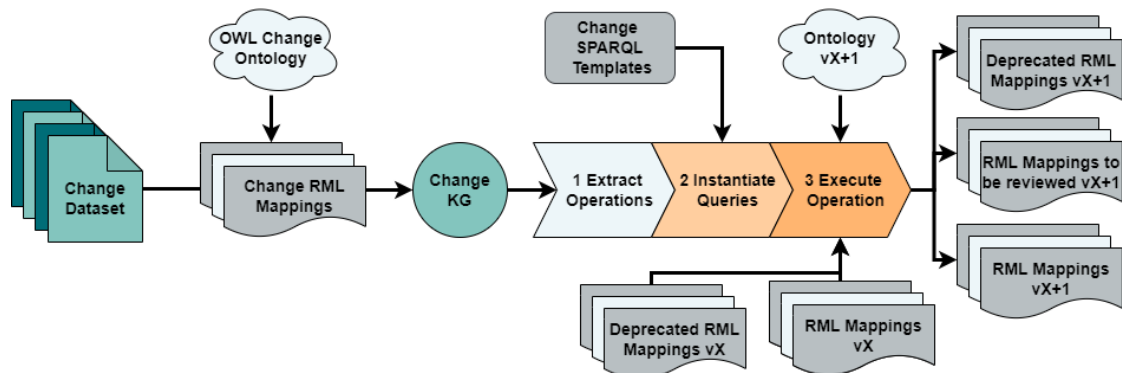 OWL Change
Ontology
Change
SPARQL
Templates
Ontology
vX+1
Deprecated RML
Mappings vX+1
Change
Dataset
Change RML
Mappings
Change
KG
1 Extract
Operations
2 Instantiate
Queries
3 Execute
Operation
RML Mappings to
be reviewed vX+1
RML Mappings
vX+1
Deprecated RML
Mappings vX
RML Mappings
vX